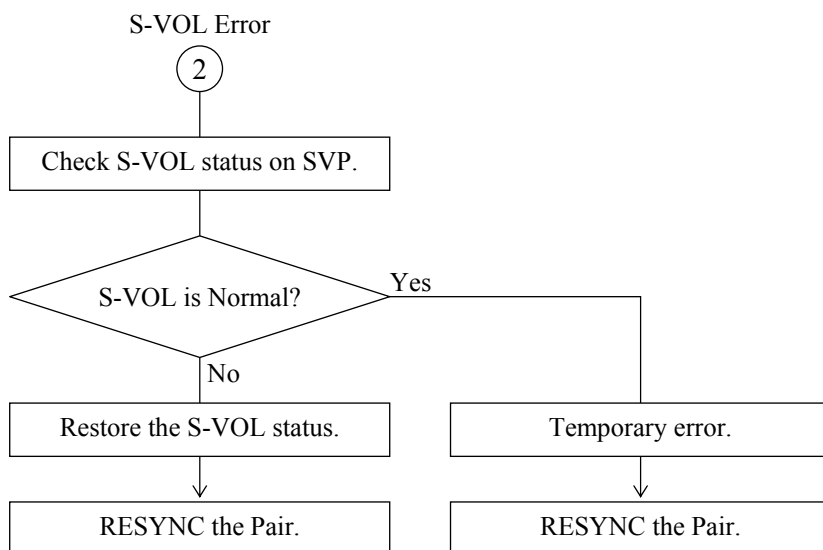 S-VOL Error
2
Check S-VOL status on SVP.
S-VOL is Normal?
Yes
No
Restore the S-VOL status.
Temporary error.
RESYNC the Pair.
RESYNC the Pair.